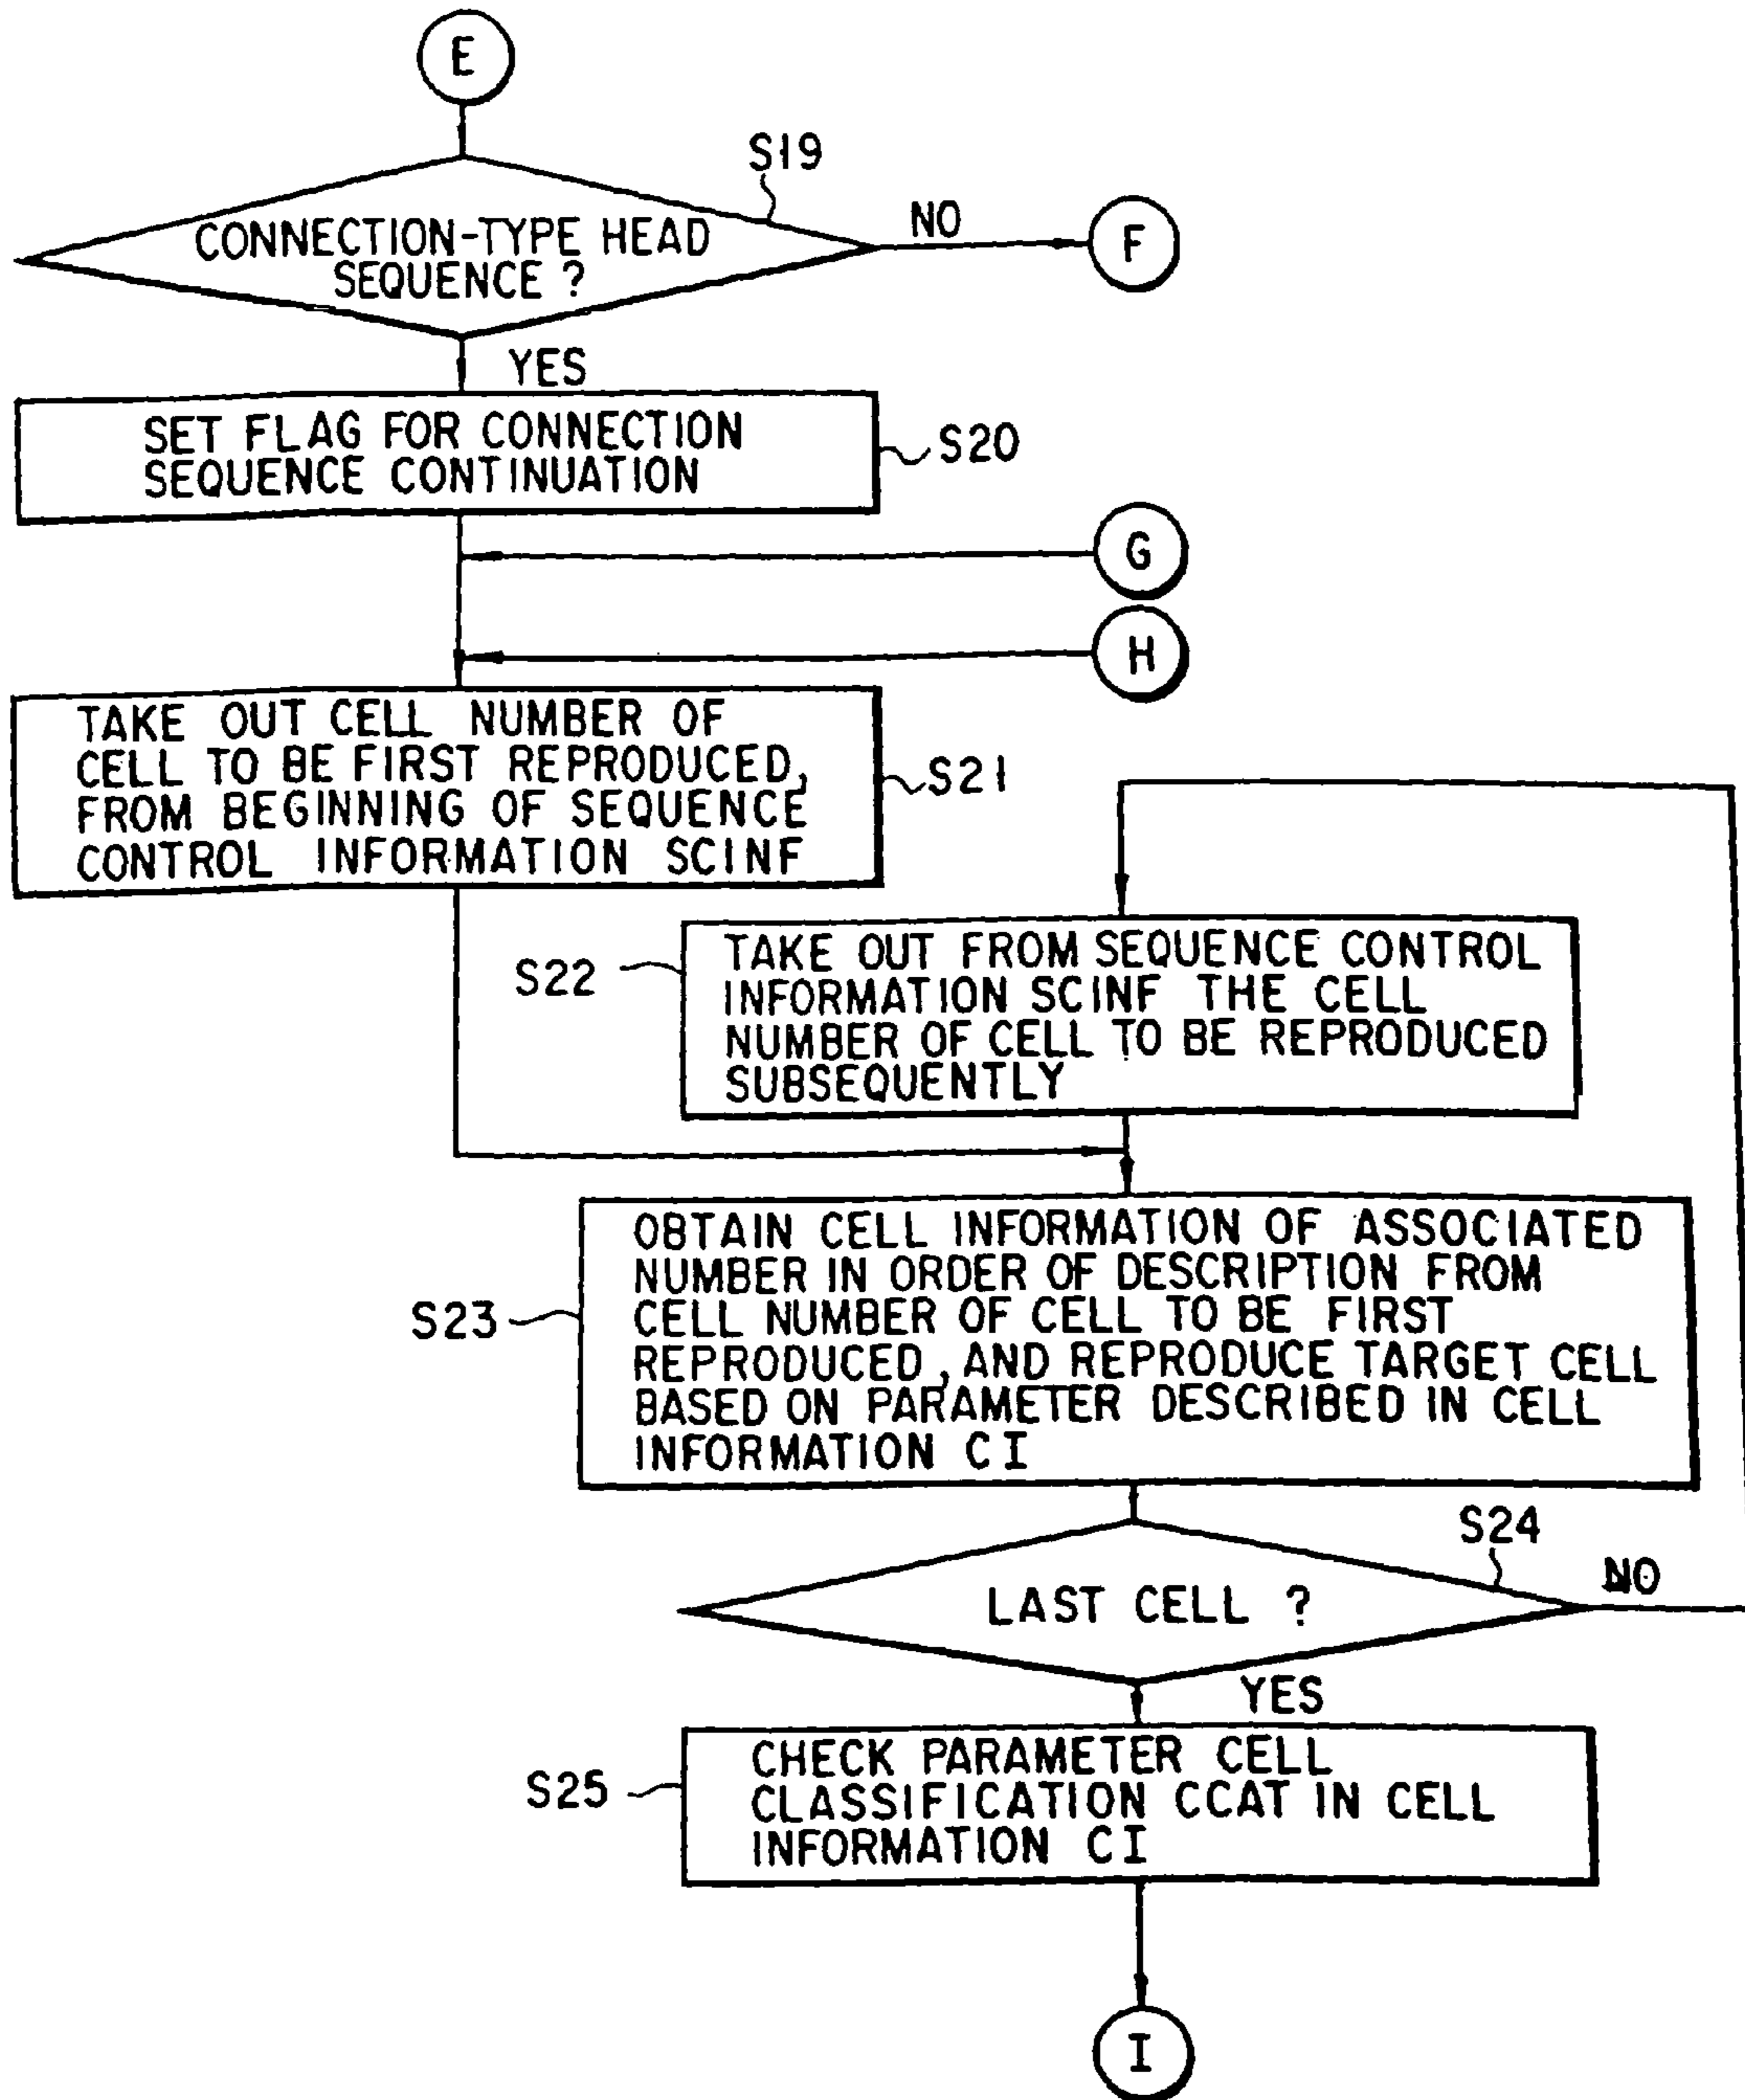 E
S19
CONNECTION-TYPE HEAD
SEQUENCE ?
NO
F
YES
SET FLAG FOR CONNECTION
SEQUENCE CONTINUATION
S20
G
H
TAKE OUT CELL NUMBER OF
CELL TO BE FIRST REPRODUCED,
FROM BEGINNING OF SEQUENCE
CONTROL INFORMATION SCINF
S21
S22
TAKE OUT FROM SEQUENCE CONTROL
INFORMATION SCINF THE CELL
NUMBER OF CELL TO BE REPRODUCED
SUBSEQUENTLY
S23
OBTAIN CELL INFORMATION OF ASSOCIATED
NUMBER IN ORDER OF DESCRIPTION FROM
CELL NUMBER OF CELL TO BE FIRST
REPRODUCED, AND REPRODUCE TARGET CELL
BASED ON PARAMETER DESCRIBED IN CELL
INFORMATION CI
S24
LAST CELL ?
NO
YES
S25
CHECK PARAMETER CELL
CLASSIFICATION CCAT IN CELL
INFORMATION CI
I